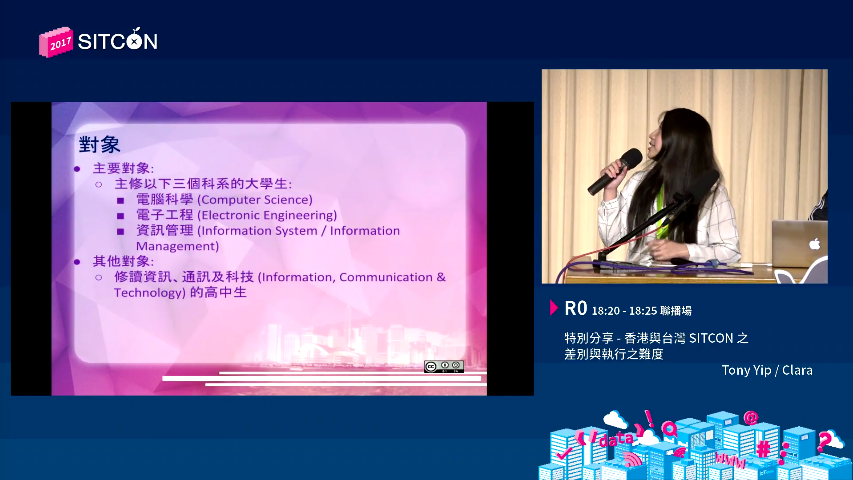 2017 SITCON
對象
● 主要對象:
○ 主修以下三個科系的大學生:
■ 電腦科學 (Computer Science)
■ 電子工程 (Electronic Engineering)
■ 資訊管理 (Information System / Information
Management)
● 其他對象:
○ 修讀資訊、通訊及科技 (Information, Communication &
Technology) 的高中生
cc
R0 18:20 - 18:25 聯播場
特別分享 - 香港與台灣 SITCON 之
差別與執行之難度
Tony Yip / Clara
data
www